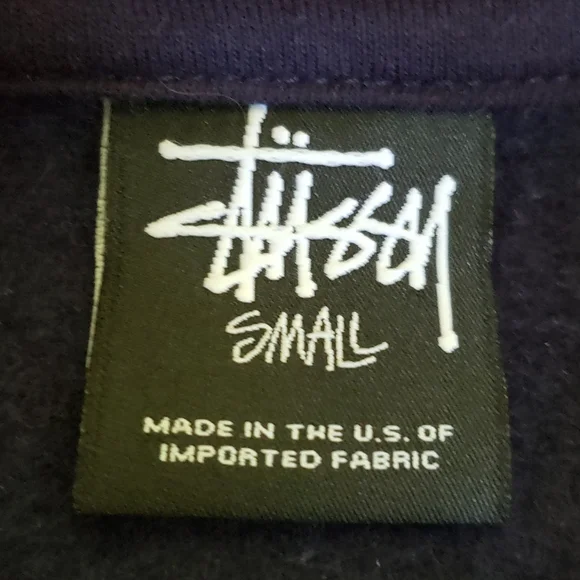 Stüssy
SMALL
MADE IN THE U.S. OF
IMPORTED FABRIC